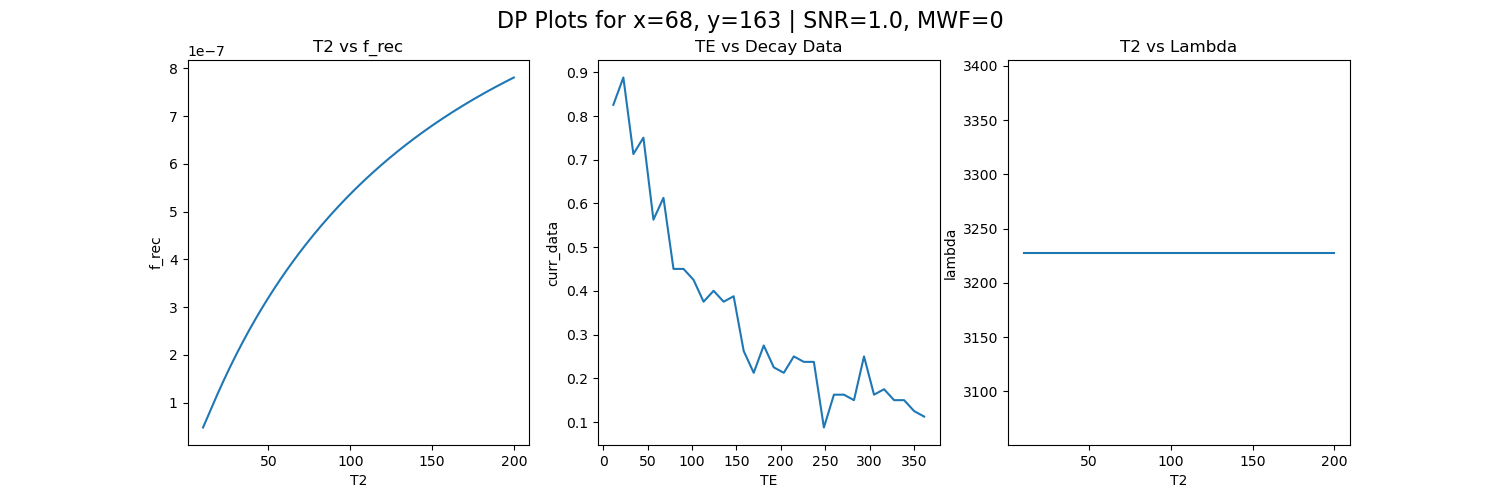 DP Plots for x=68, y=163 | SNR=1.0, MWF=0
T2 vs f_rec
1e−7
8
7
6
5
4
3
2
1
f_rec
50 100 150 200
T2
TE vs Decay Data
0.9
0.8
0.7
0.6
0.5
0.4
0.3
0.2
0.1
curr_data
0 50 100 150 200 250 300 350
TE
T2 vs Lambda
3400
3350
3300
3250
3200
3150
3100
lambda
50 100 150 200
T2